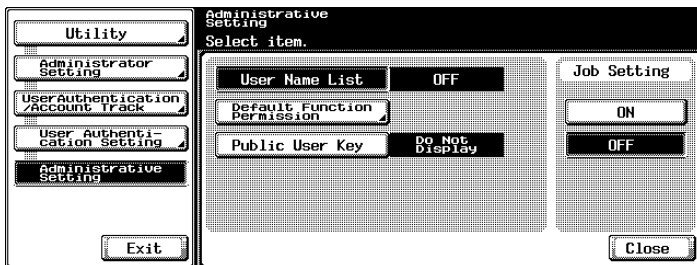 Utility
Administrator
Setting
UserAuthentication
/Account Track
User Authenti-
cation Setting
Administrative
Setting
Exit
Administrative
Setting
Select item.
User Name List
OFF
Default Function
Permission
Public User Key
Do Not
Display
Job Setting
ON
OFF
Close